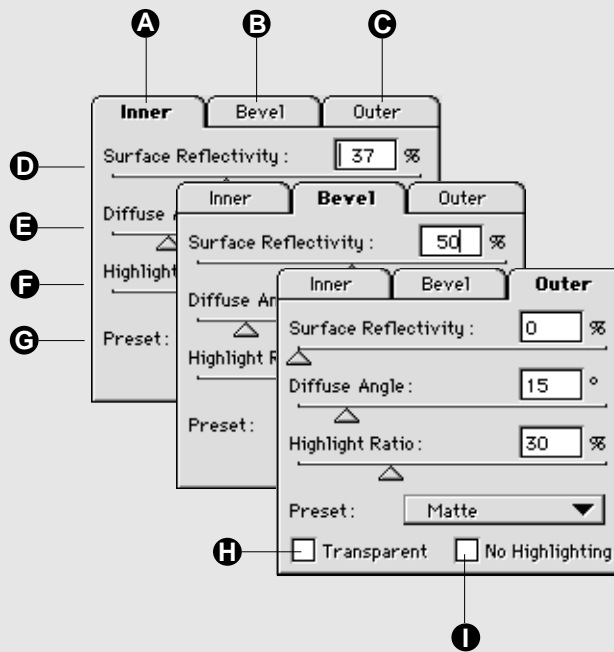 A B C
Inner Bevel Outer
D Surface Reflectivity: 37 %
Inner Bevel Outer
E Diffuse A
Surface Reflectivity: 50 %
F Highlight
Inner Bevel Outer
Diffuse An
Surface Reflectivity: 0 %
G Preset:
Highlight R
Diffuse Angle: 15 °
Preset:
Highlight Ratio: 30 %
Preset: Matte
H Transparent No Highlighting
I